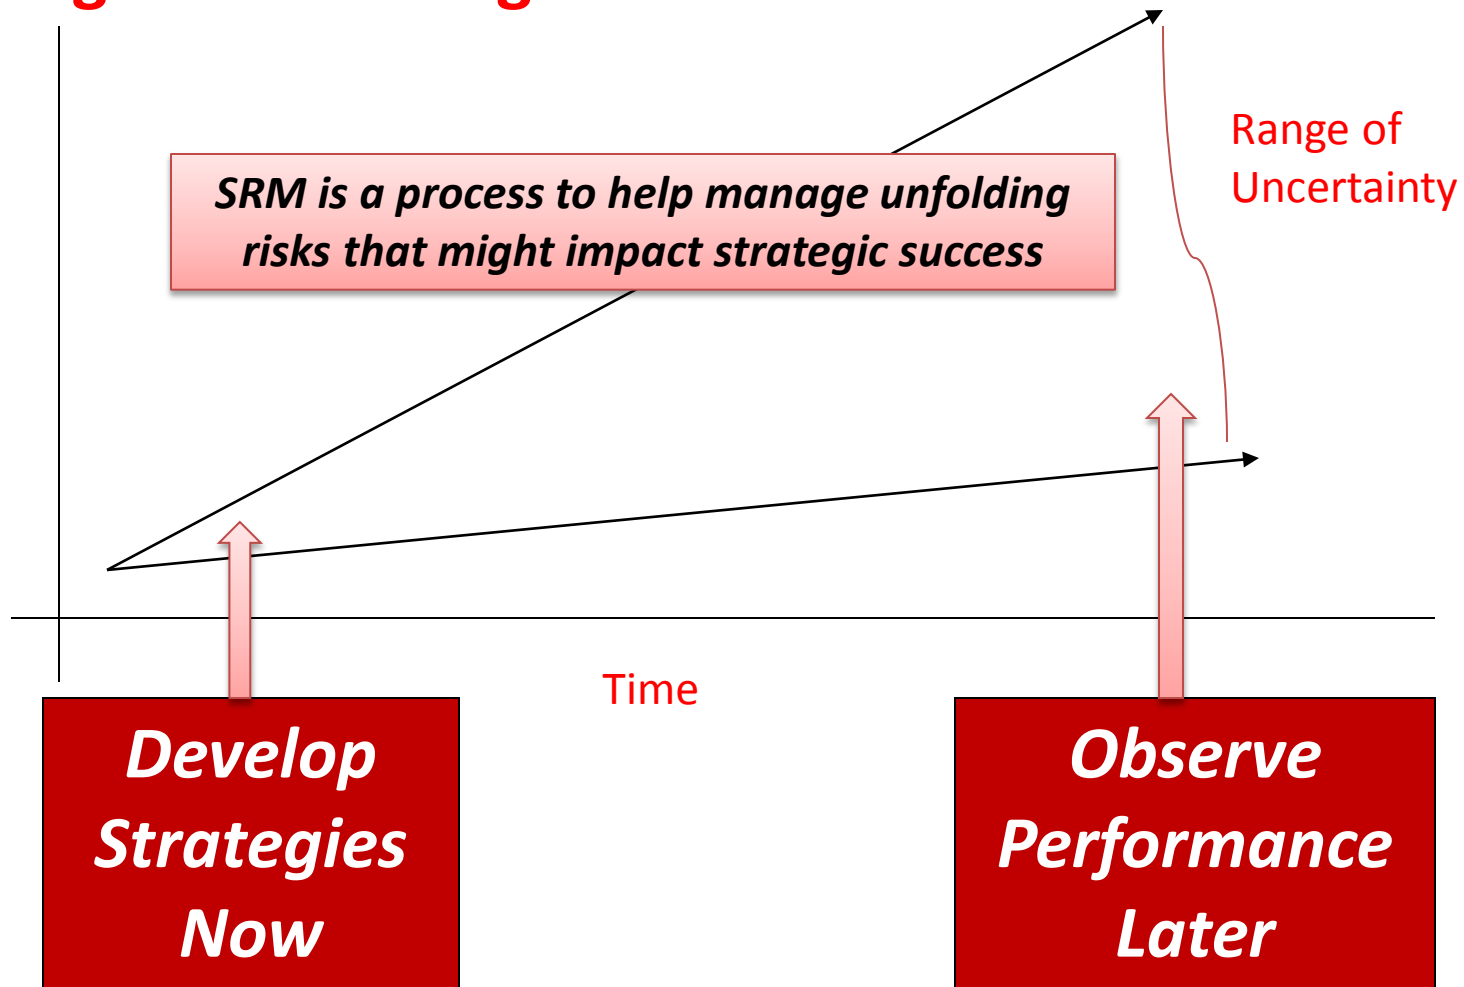 SRM is a process to help manage unfolding
risks that might impact strategic success
Range of
Uncertainty
Time
Develop
Strategies
Now
Observe
Performance
Later